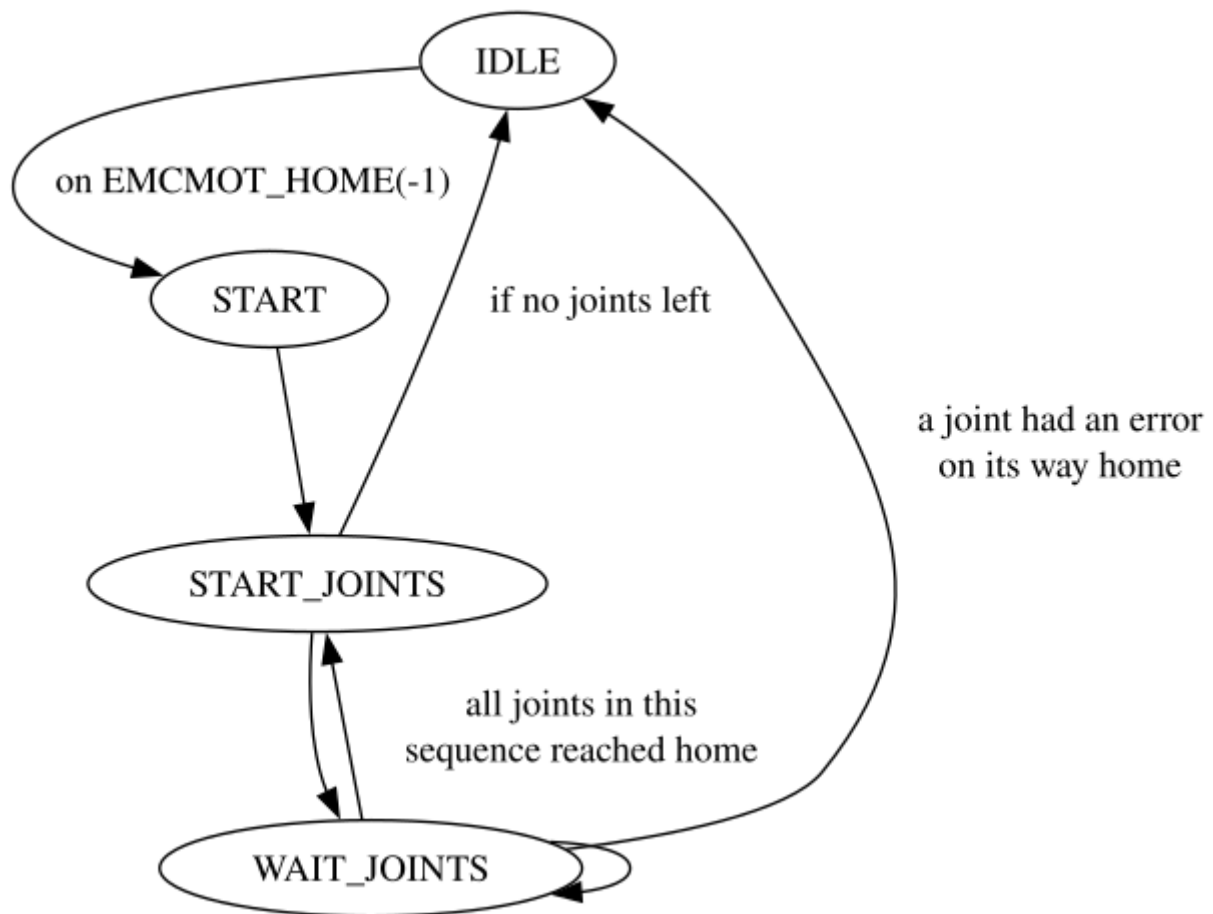 IDLE
on EMCMOT_HOME(-1)
START
if no joints left
a joint had an error
on its way home
START_JOINTS
all joints in this
sequence reached home
WAIT_JOINTS